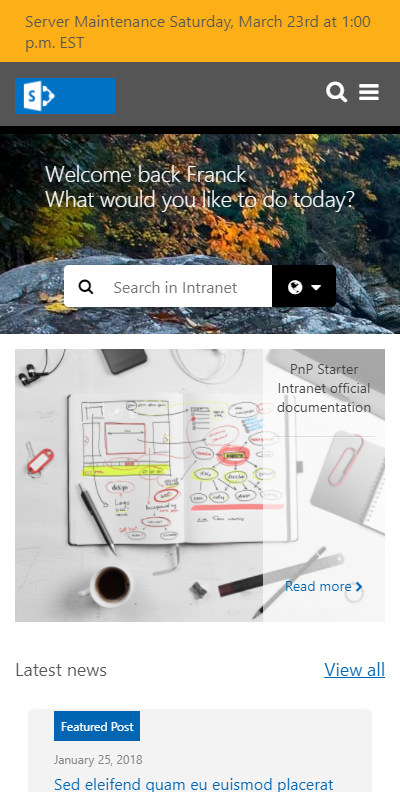 Server Maintenance Saturday, March 23rd at 1:00
p.m. EST
S
Welcome back Franck
What would you like to do today?
Search in Intranet
PnP Starter
Intranet official
documentation
Read more
Latest news
View all
Featured Post
January 25, 2018
Sed eleifend quam eu euismod placerat